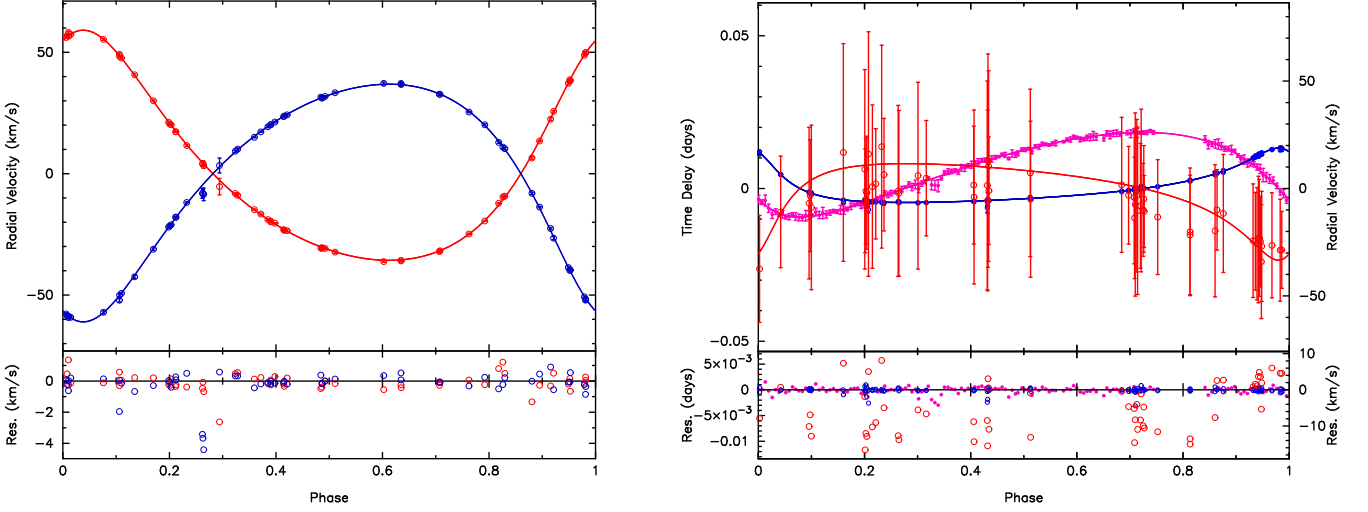 50
0
−50
Radial Velocity (km/s)
0
−2
−4
Res. (km/s)
0 0.2 0.4 0.6 0.8 1
Phase
0.05
0
−0.05
Time Delay (days)
50
0
−50
Radial Velocity (km/s)
5×10⁻³
0
−5×10⁻³
−0.01
Res. (days)
10
0
−10
Res. (km/s)
0 0.2 0.4 0.6 0.8 1
Phase